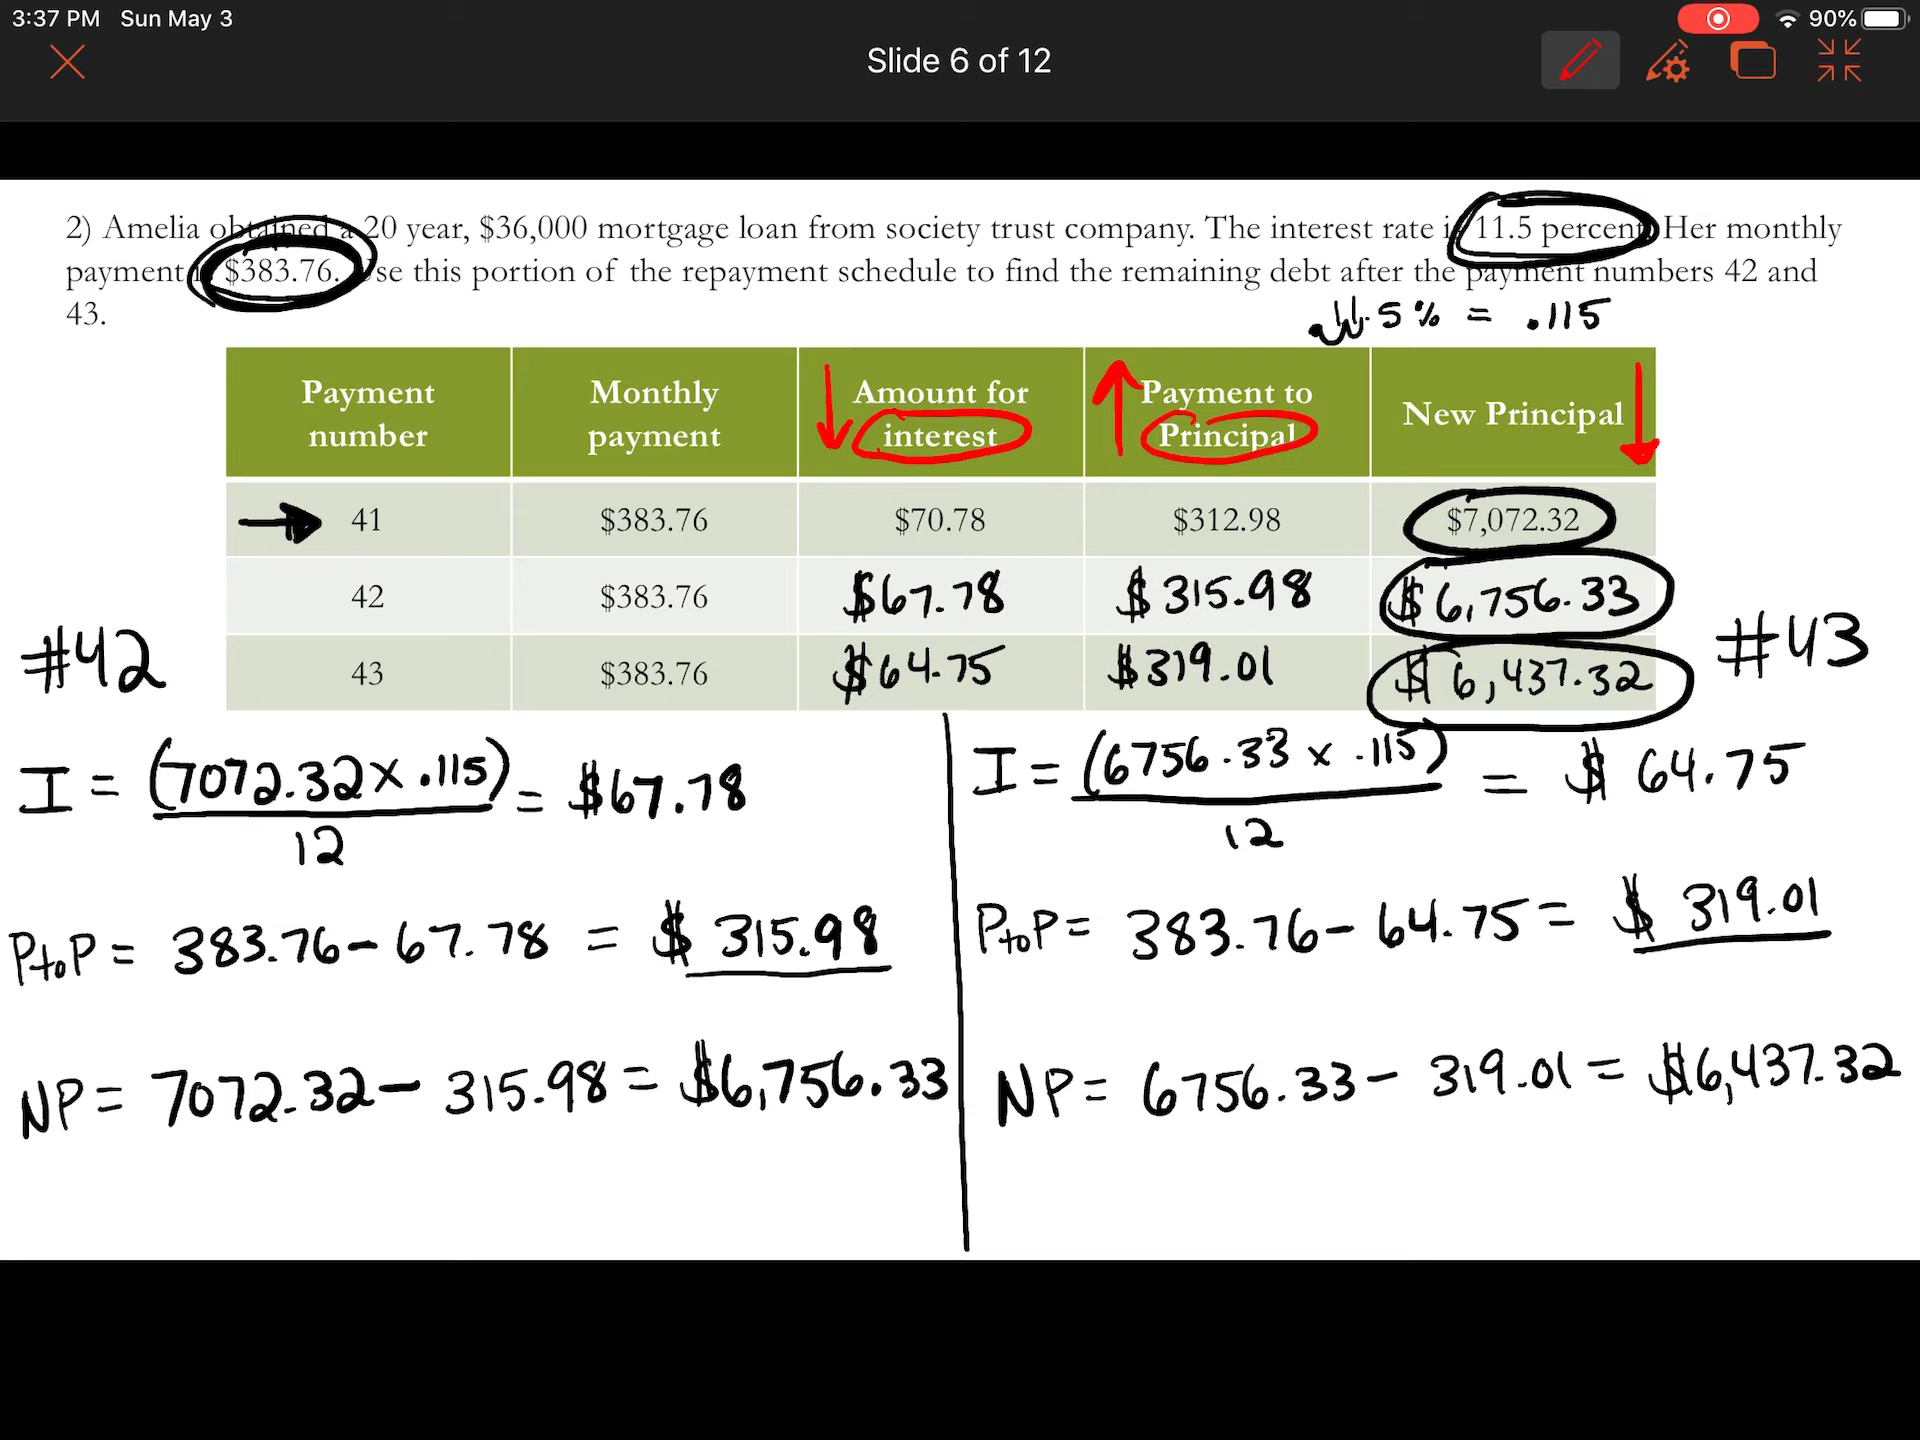 3:37 PM Sun May 3
90%
Slide 6 of 12
2) Amelia obtained a 20 year, $36,000 mortgage loan from society trust company. The interest rate i 11.5 percent Her monthly
payment $383.76. Use this portion of the repayment schedule to find the remaining debt after the payment numbers 42 and
43.
11.5% = .115
Payment number Monthly payment Amount for interest Payment to Principal New Principal
41 $383.76 $70.78 $312.98 $7,072.32
42 $383.76 $67.78 $315.98 $6,756.33
43 $383.76 $64.75 $319.01 $6,437.32
#42
I = (7072.32 x .115) = $67.78
12
PtoP = 383.76 - 67.78 = $315.98
NP = 7072.32 - 315.98 = $6,756.33
#43
I = (6756.33 x .115) = $64.75
12
PtoP = 383.76 - 64.75 = $319.01
NP = 6756.33 - 319.01 = $6,437.32